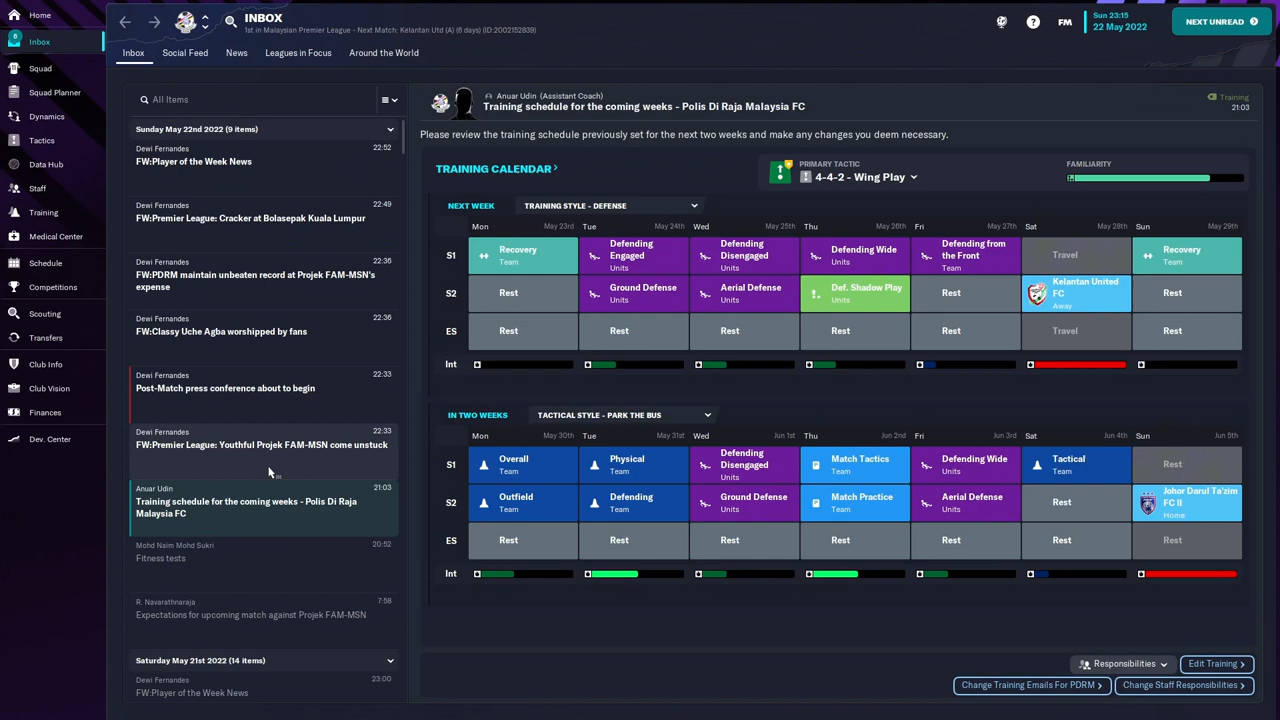 Home
6
Inbox
Squad
Squad Planner
Dynamics
Tactics
Data Hub
Staff
Training
Medical Center
Schedule
Competitions
Scouting
Transfers
Club Info
Club Vision
Finances
Dev. Center
INBOX
1st in Malaysian Premier League - Next Match: Kelantan Utd (A) (6 days) (ID:2002152839)
FM
Sun 23:15
22 May 2022
NEXT UNREAD
Inbox
Social Feed
News
Leagues in Focus
Around the World
All Items
Sunday May 22nd 2022 (9 items)
Dewi Fernandes 22:52
FW:Player of the Week News
Dewi Fernandes 22:49
FW:Premier League: Cracker at Bolasepak Kuala Lumpur
Dewi Fernandes 22:36
FW:PDRM maintain unbeaten record at Projek FAM-MSN's
expense
Dewi Fernandes 22:36
FW:Classy Uche Agba worshipped by fans
Dewi Fernandes 22:33
Post-Match press conference about to begin
Dewi Fernandes 22:33
FW:Premier League: Youthful Projek FAM-MSN come unstuck
Anuar Udin 21:03
Training schedule for the coming weeks - Polis Di Raja
Malaysia FC
Mohd Naim Mohd Sukri 20:52
Fitness tests
R. Navarathnaraja 7:58
Expectations for upcoming match against Projek FAM-MSN
Saturday May 21st 2022 (14 items)
Dewi Fernandes 23:00
FW:Player of the Week News
Anuar Udin (Assistant Coach)
Training schedule for the coming weeks - Polis Di Raja Malaysia FC
Training
21:03
Please review the training schedule previously set for the next two weeks and make any changes you deem necessary.
TRAINING CALENDAR
PRIMARY TACTIC
4-4-2 - Wing Play
FAMILIARITY
NEXT WEEK TRAINING STYLE - DEFENSE
Mon May 23rd Tue May 24th Wed May 25th Thu May 26th Fri May 27th Sat May 28th Sun May 29th
S1
Recovery
Team
Defending
Engaged
Units
Defending
Disengaged
Units
Defending Wide
Units
Defending from
the Front
Team
Travel
Recovery
Team
S2
Rest
Ground Defense
Units
Aerial Defense
Units
Def. Shadow Play
Units
Rest
Kelantan United
FC
Away
Rest
ES Rest Rest Rest Rest Rest Travel Rest
Int
IN TWO WEEKS TACTICAL STYLE - PARK THE BUS
Mon May 30th Tue May 31st Wed Jun 1st Thu Jun 2nd Fri Jun 3rd Sat Jun 4th Sun Jun 5th
S1
Overall
Team
Physical
Team
Defending
Disengaged
Units
Match Tactics
Team
Defending Wide
Units
Tactical
Team
Rest
S2
Outfield
Team
Defending
Team
Ground Defense
Units
Match Practice
Team
Aerial Defense
Units
Rest
Johor Darul Ta'zim
FC II
Home
ES Rest Rest Rest Rest Rest Rest Rest
Int
Responsibilities
Edit Training
Change Training Emails For PDRM
Change Staff Responsibilities